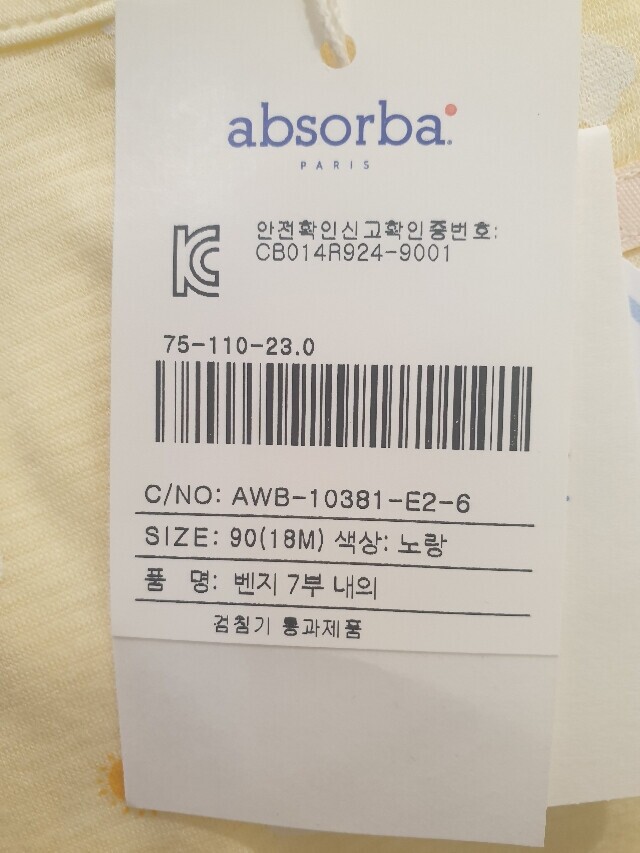 absorba.
PARIS
안전확인신고확인증번호:
CB014R924-9001
75-110-23.0
C/NO: AWB-10381-E2-6
SIZE: 90(18M) 색상: 노랑
품 명: 벤지 7부 내의
검침기 통과제품